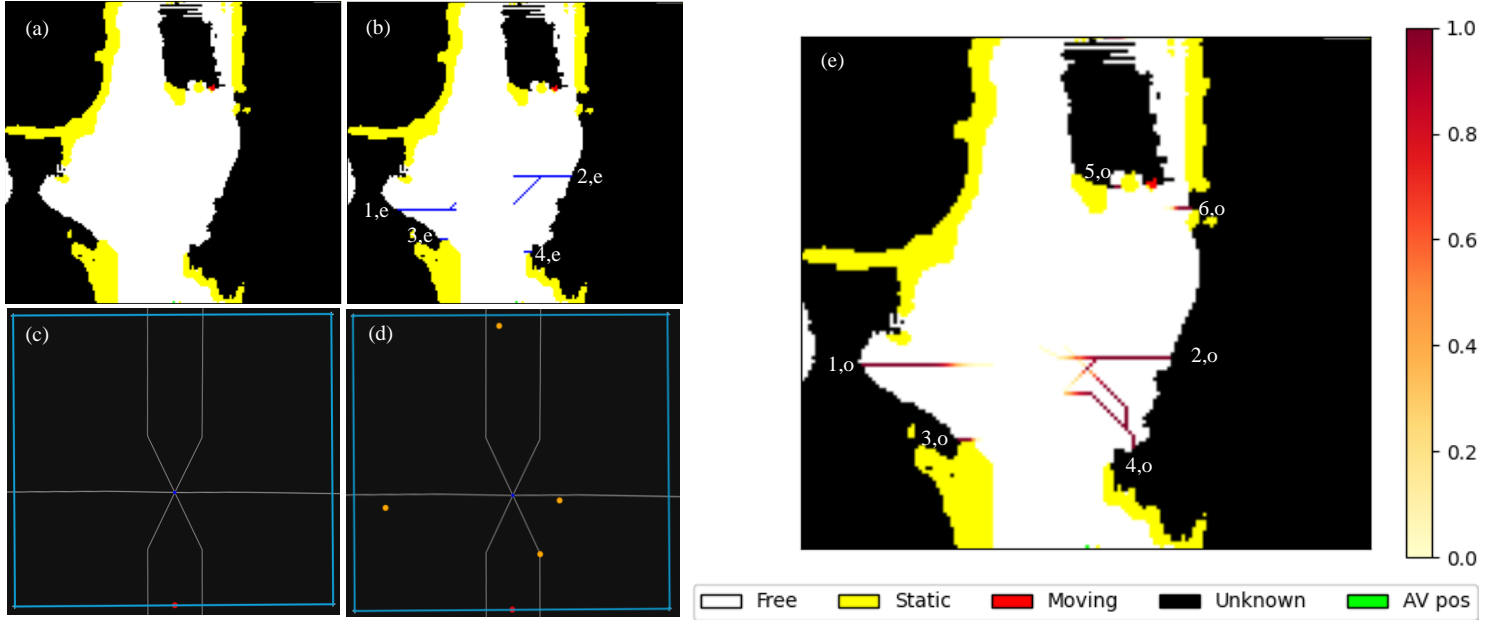 (a)
(b)
2,e
1,e
3,e
4,e
(c)
(d)
(e)
5,o
6,o
1,o
2,o
3,o
4,o
1.0
0.8
0.6
0.4
0.2
0.0
Free
Static
Moving
Unknown
AV pos